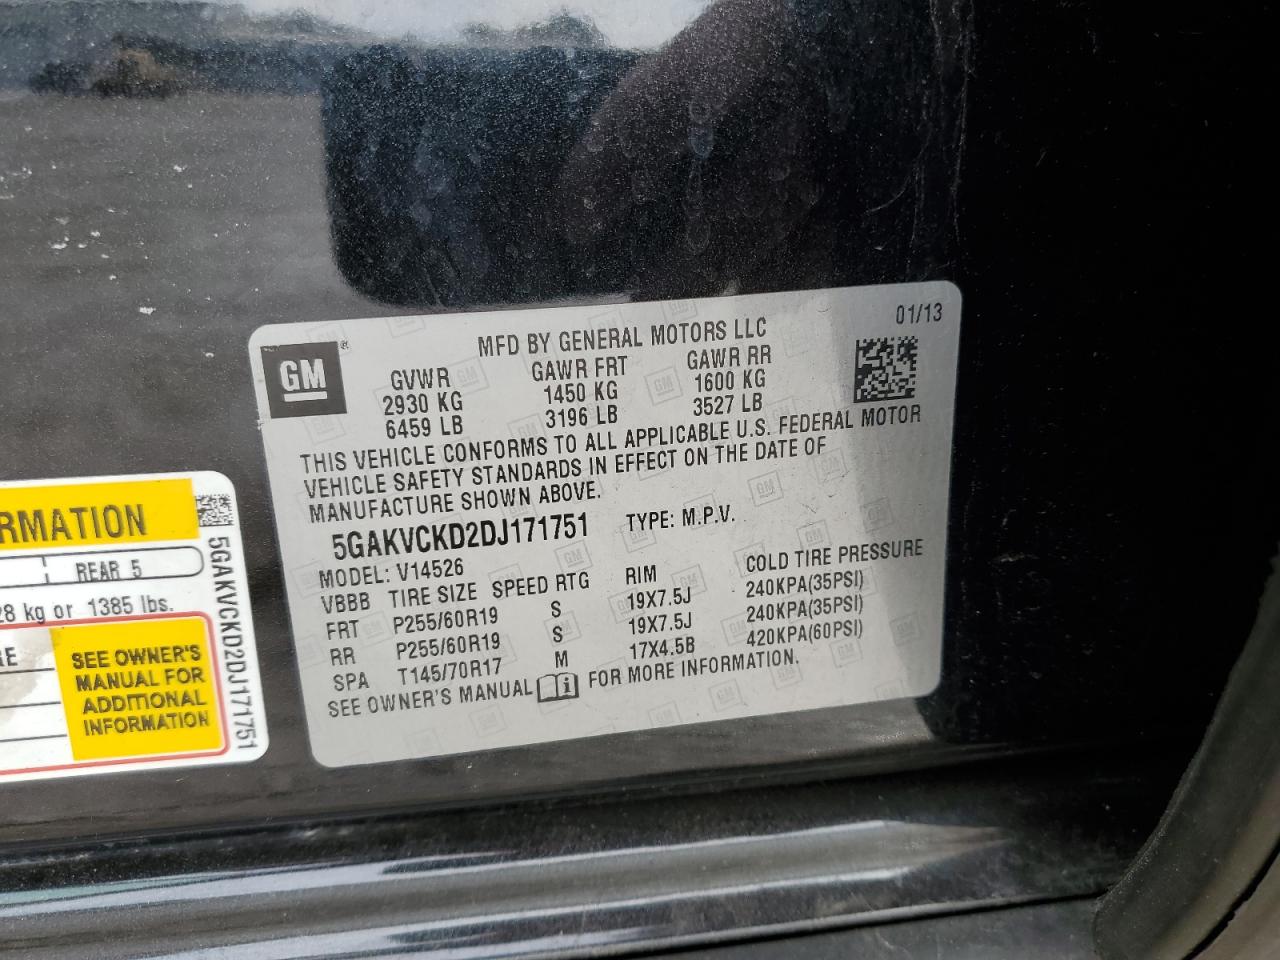 01/13
GM
MFD BY GENERAL MOTORS LLC
GVWR GAWR FRT GAWR RR
2930 KG 1450 KG 1600 KG
6459 LB 3196 LB 3527 LB
THIS VEHICLE CONFORMS TO ALL APPLICABLE U.S. FEDERAL MOTOR
VEHICLE SAFETY STANDARDS IN EFFECT ON THE DATE OF
MANUFACTURE SHOWN ABOVE.
5GAKVCKD2DJ171751 TYPE: M.P.V.
MODEL: V14526
VBBB TIRE SIZE SPEED RTG RIM COLD TIRE PRESSURE
FRT P255/60R19 S 19X7.5J 240KPA(35PSI)
RR P255/60R19 S 19X7.5J 240KPA(35PSI)
SPA T145/70R17 M 17X4.5B 420KPA(60PSI)
SEE OWNER'S MANUAL FOR MORE INFORMATION.
RMATION
REAR 5
28 kg or 1385 lbs.
RE
SEE OWNER'S
MANUAL FOR
ADDITIONAL
INFORMATION
5GAKVCKD2DJ171751